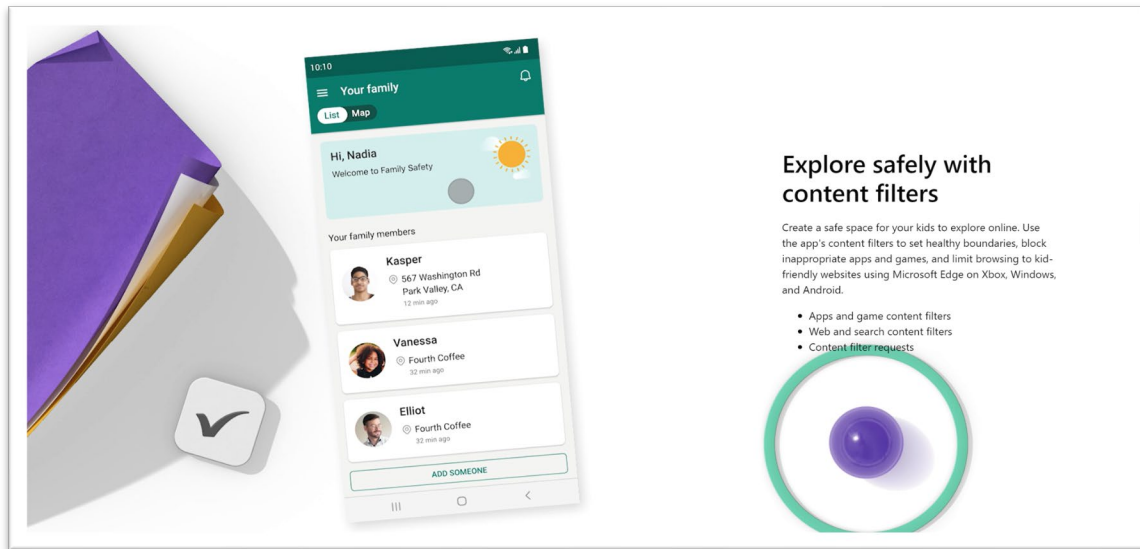 10:10
Your family
List Map
Hi, Nadia
Welcome to Family Safety
Your family members
Kasper
567 Washington Rd
Park Valley, CA
12 min ago
Vanessa
Fourth Coffee
32 min ago
Elliot
Fourth Coffee
32 min ago
ADD SOMEONE
Explore safely with
content filters
Create a safe space for your kids to explore online. Use
the app's content filters to set healthy boundaries, block
inappropriate apps and games, and limit browsing to kid-
friendly websites using Microsoft Edge on Xbox, Windows,
and Android.
• Apps and game content filters
• Web and search content filters
• Content filter requests